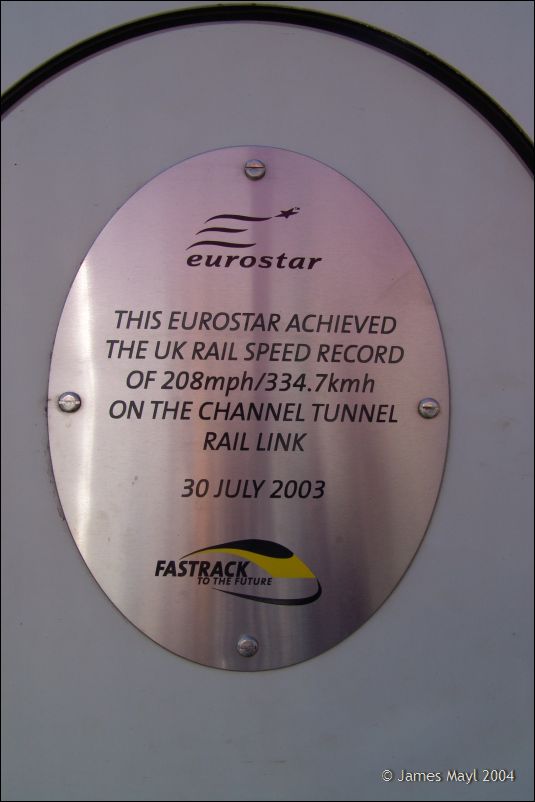 eurostar
THIS EUROSTAR ACHIEVED
THE UK RAIL SPEED RECORD
OF 208mph/334.7kmh
ON THE CHANNEL TUNNEL
RAIL LINK
30 JULY 2003
FASTRACK
TO THE FUTURE
© James Mayl 2004